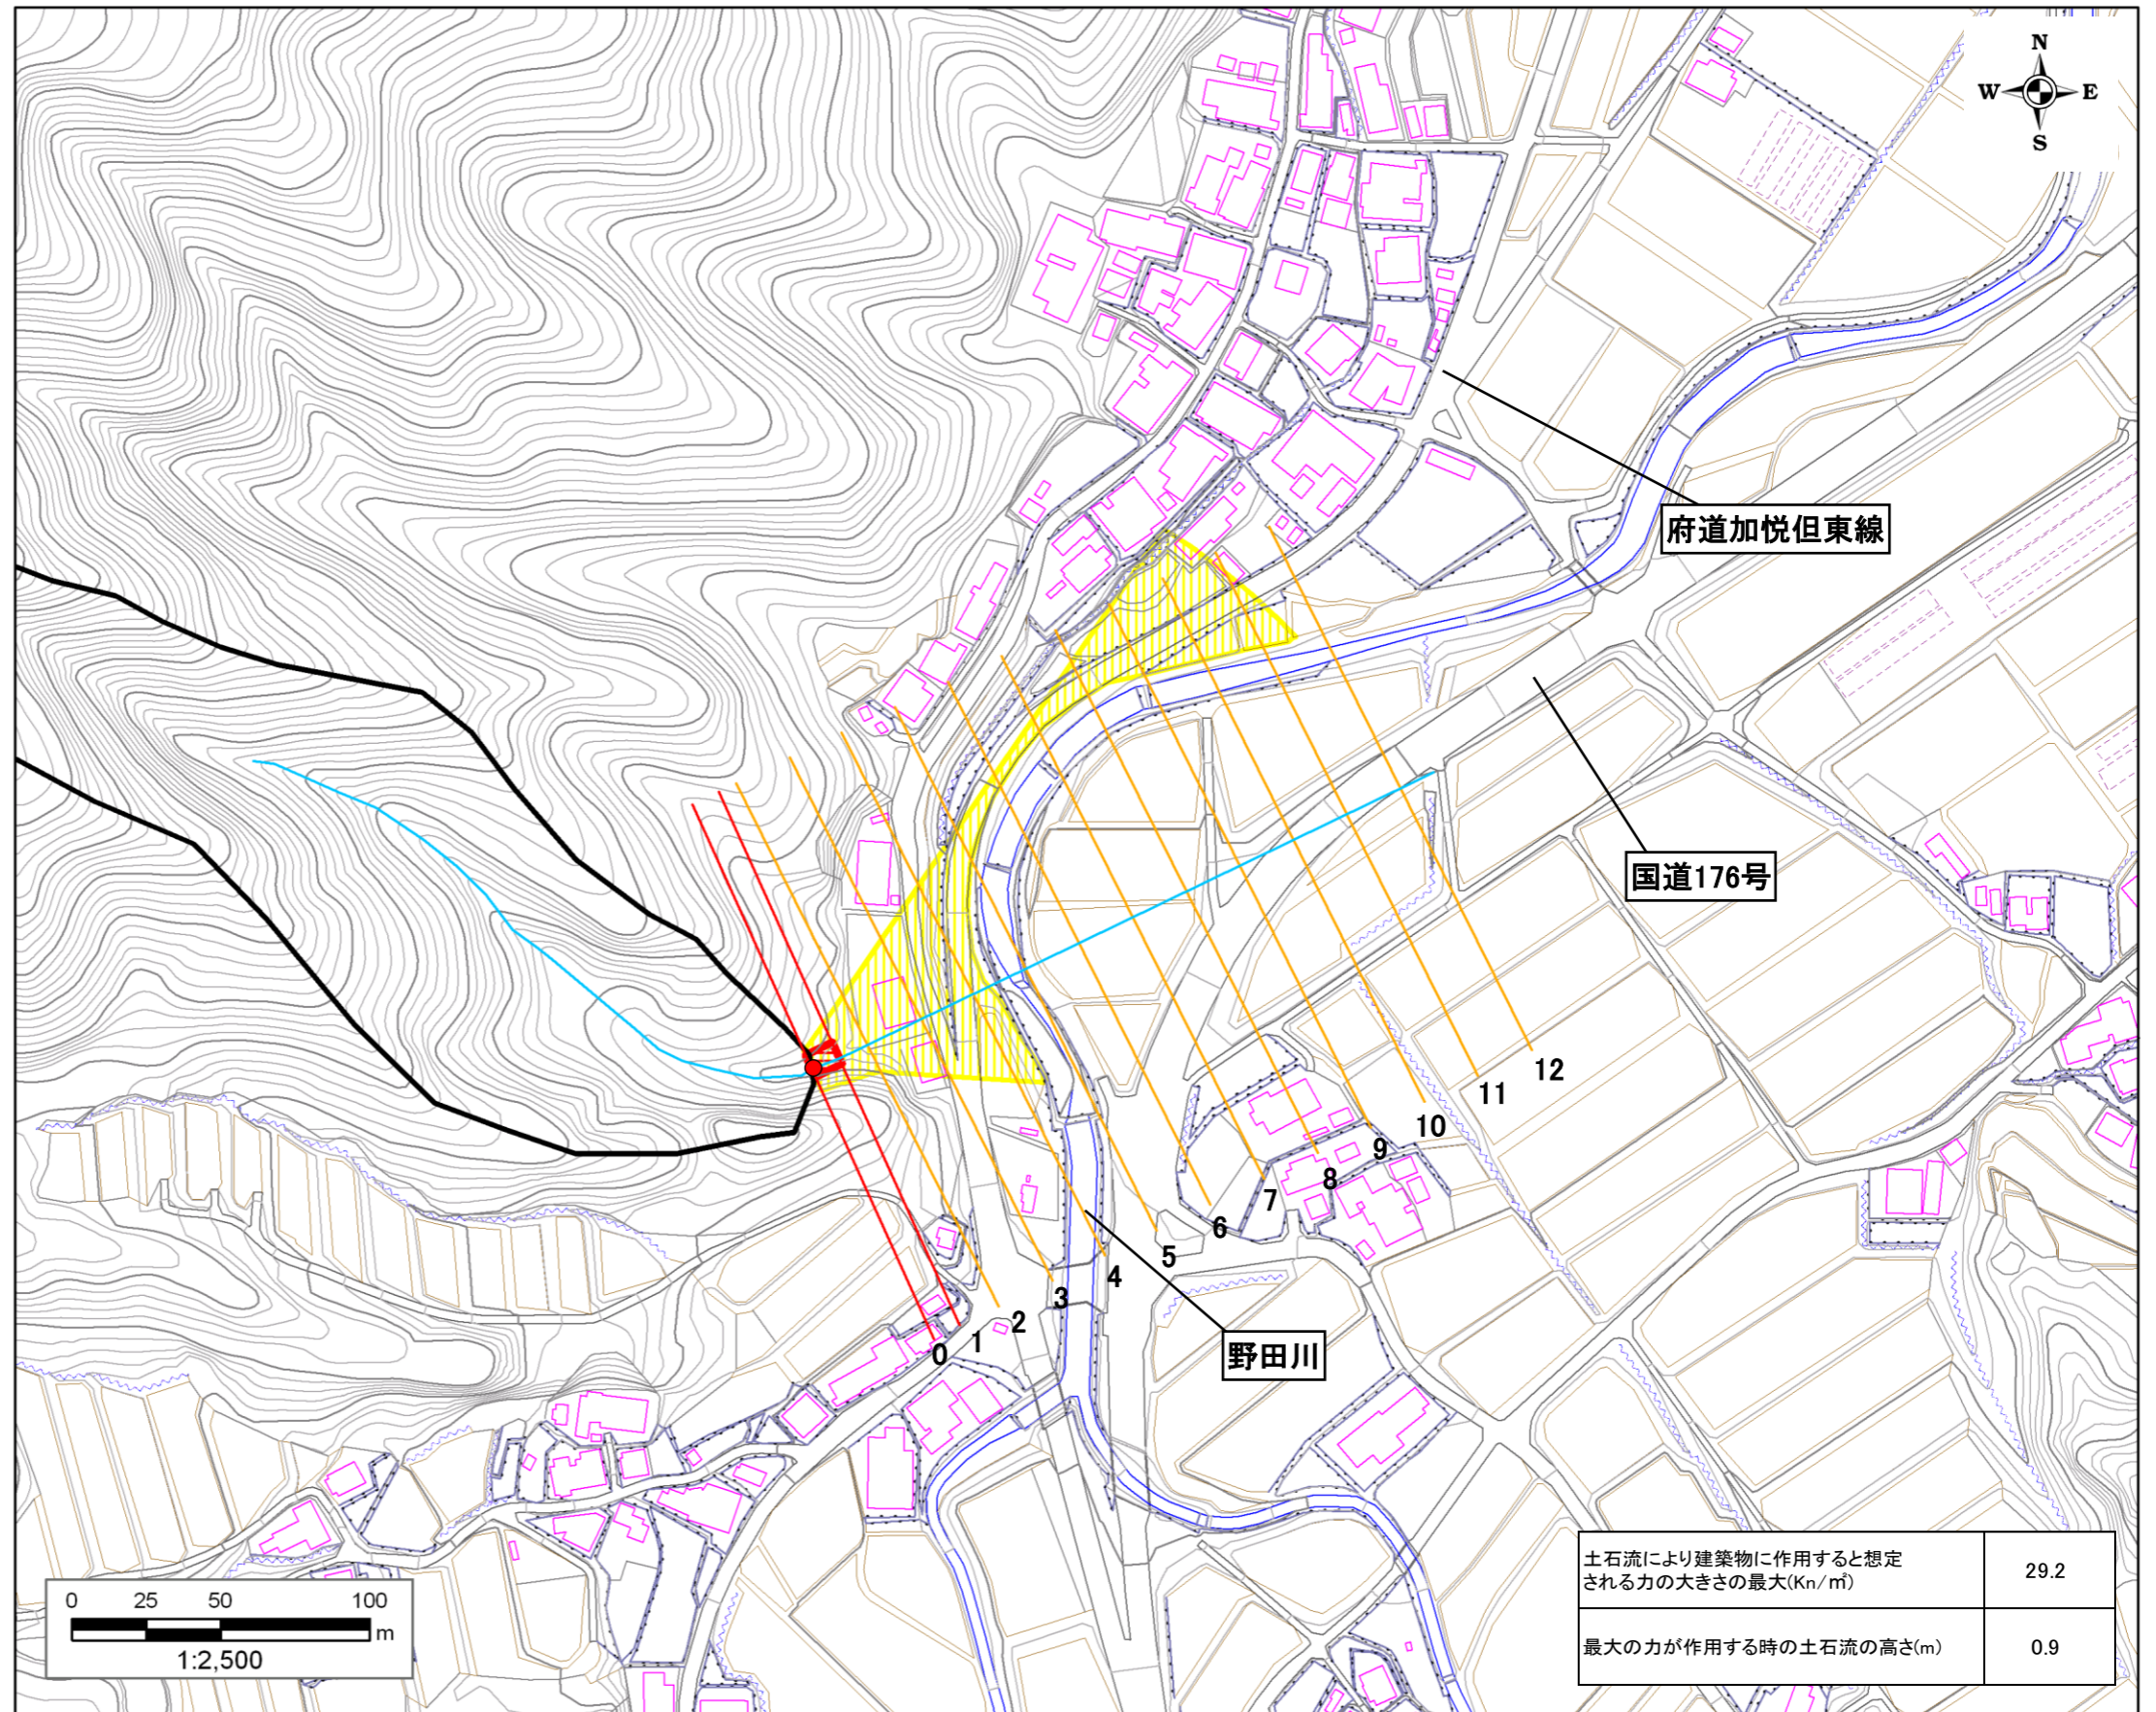 N
W E
S
府道加悦但東線
国道176号
12
11
10
9
8
7
6
5
4
3
2
1
0
野田川
土石流により建築物に作用すると想定
される力の大きさの最大(Kn/㎡)
29.2
最大の力が作用する時の土石流の高さ(m)
0.9
0 25 50 100
m
1:2,500